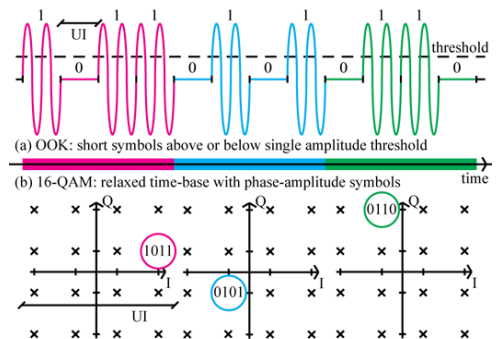 1 1 1 1 1 1 1
UI
threshold
0 0 0 0 0
(a) OOK: short symbols above or below single amplitude threshold
time
(b) 16-QAM: relaxed time-base with phase-amplitude symbols
Q Q Q
0110
1011
0101
I I I
UI